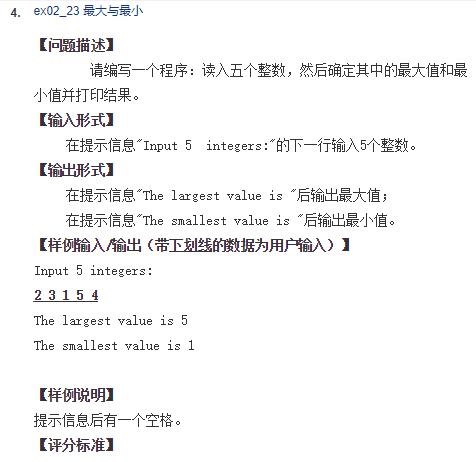 4. ex02_23 最大与最小
【问题描述】
请编写一个程序：读入五个整数，然后确定其中的最大值和最
小值并打印结果。
【输入形式】
在提示信息"Input 5  integers:"的下一行输入5个整数。
【输出形式】
在提示信息"The largest value is "后输出最大值；
在提示信息"The smallest value is "后输出最小值。
【样例输入/输出（带下划线的数据为用户输入）】
Input 5 integers:
2 3 1 5 4
The largest value is 5
The smallest value is 1
【样例说明】
提示信息后有一个空格。
【评分标准】